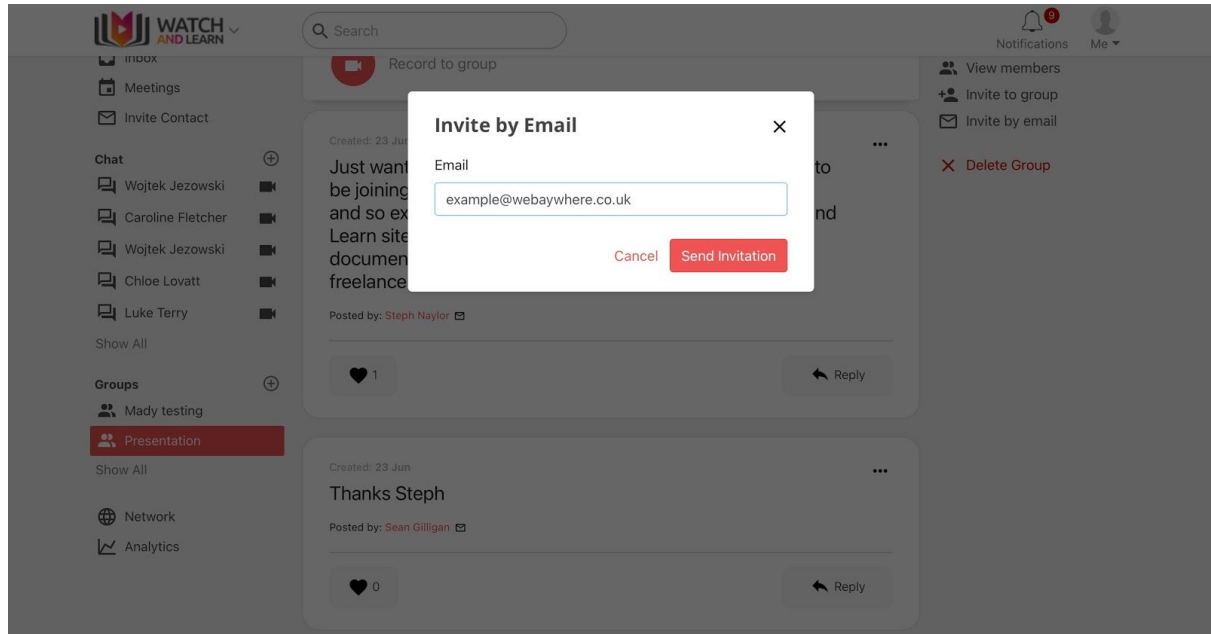 WATCH
AND LEARN
Search
9
Notifications
Me
Inbox
Meetings
Invite Contact
Chat
Wojtek Jezowski
Caroline Fletcher
Wojtek Jezowski
Chloe Lovatt
Luke Terry
Show All
Groups
Mady testing
Presentation
Show All
Network
Analytics
Record to group
Created: 23 Jun
Just want
to
be joining
and so ex
nd
Learn site
documen
freelance
Posted by: Steph Naylor
1
Reply
Created: 23 Jun
Thanks Steph
Posted by: Sean Gilligan
0
Reply
Invite by Email
Email
example@webaywhere.co.uk
Cancel
Send Invitation
View members
Invite to group
Invite by email
Delete Group